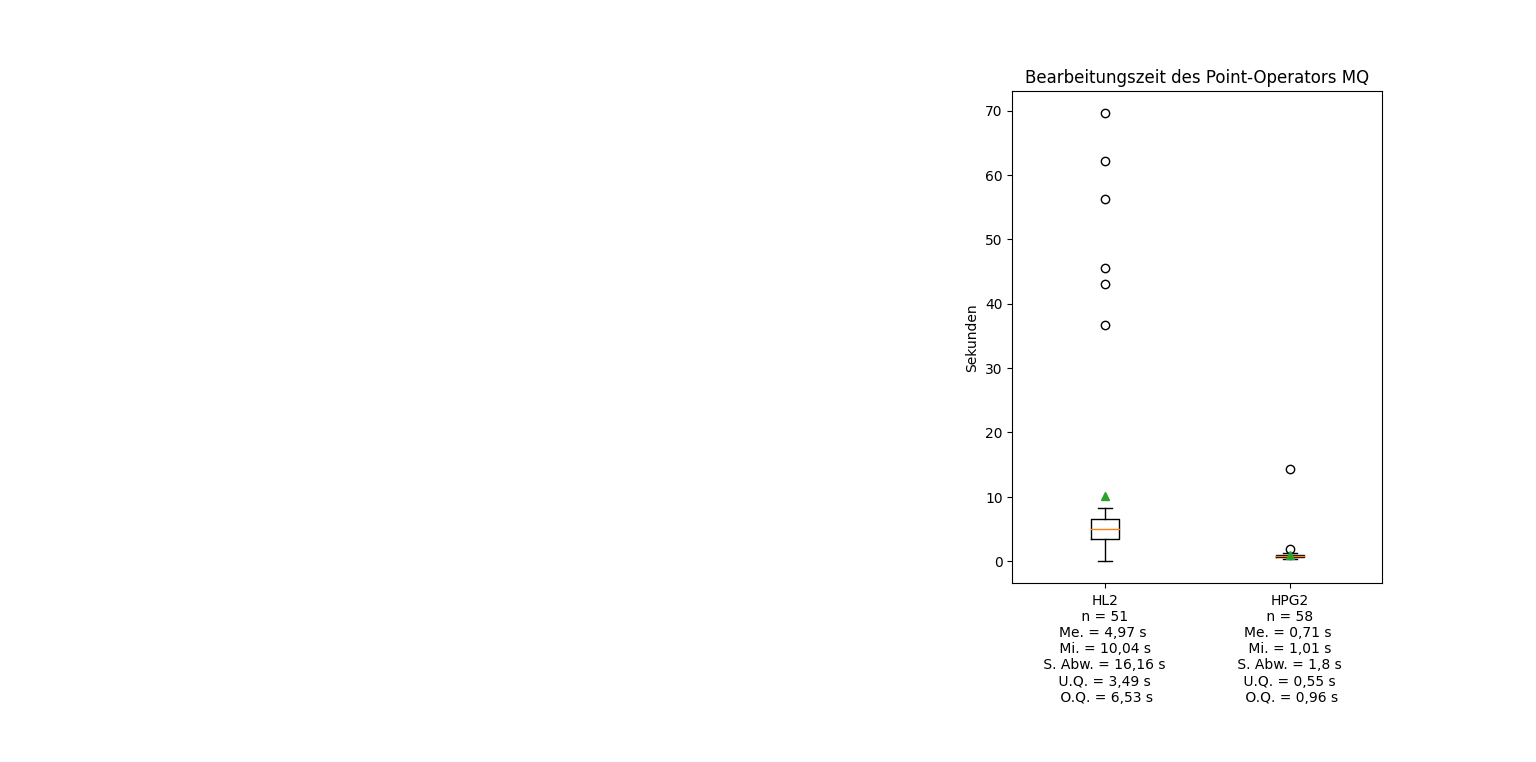 Bearbeitungszeit des Point-Operators MQ
70
60
50
40
30
20
10
0
Sekunden
HL2
n = 51
Me. = 4,97 s
Mi. = 10,04 s
S. Abw. = 16,16 s
U.Q. = 3,49 s
O.Q. = 6,53 s
HPG2
n = 58
Me. = 0,71 s
Mi. = 1,01 s
S. Abw. = 1,8 s
U.Q. = 0,55 s
O.Q. = 0,96 s